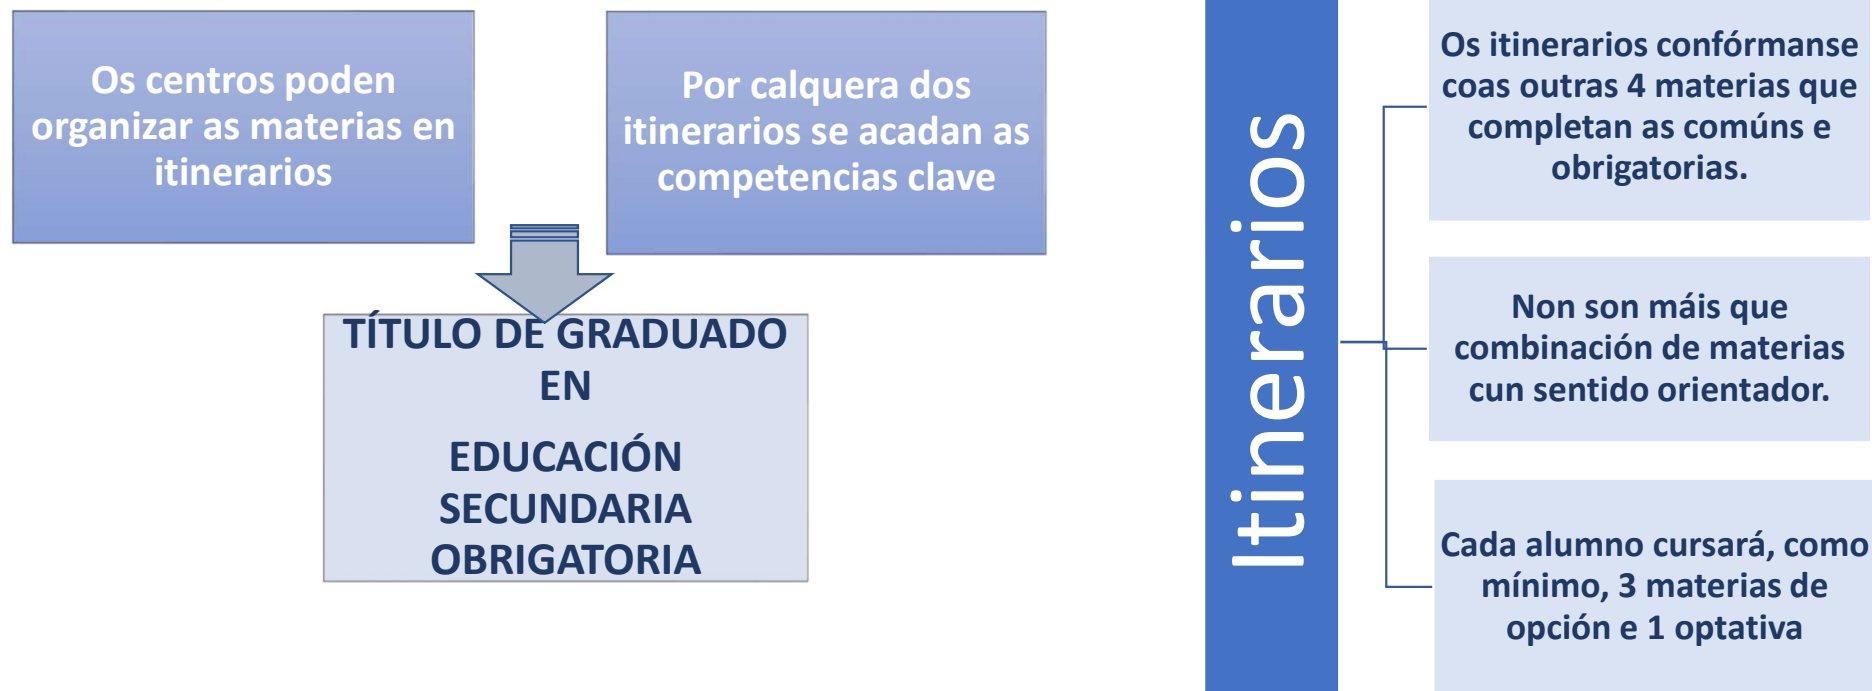 Os centros poden
organizar as materias en
itinerarios
Por calquera dos
itinerarios se acadan as
competencias clave
TÍTULO DE GRADUADO
EN
EDUCACIÓN
SECUNDARIA
OBRIGATORIA
Itinerarios
Os itinerarios confórmanse
coas outras 4 materias que
completan as comúns e
obrigatorias.
Non son máis que
combinación de materias
cun sentido orientador.
Cada alumno cursará, como
mínimo, 3 materias de
opción e 1 optativa